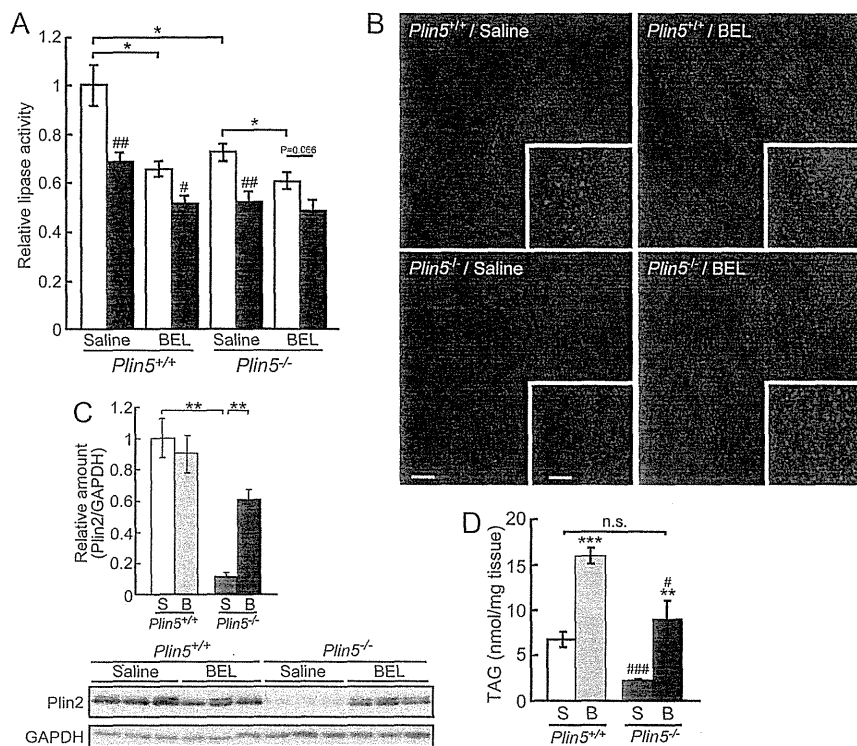 A
B
Relative lipase activity
1.2
1
0.8
0.6
0.4
0.2
0
*
*
*
##
#
##
P=0.066
Saline BEL Saline BEL
Plin5+/+ Plin5-/-
Plin5+/+ / Saline
Plin5+/+ / BEL
Plin5-/- / Saline
Plin5-/- / BEL
C
Relative amount
(Plin2/GAPDH)
1.2
1
0.8
0.6
0.4
0.2
0
** **
S B S B
Plin5+/+ Plin5-/-
Plin5+/+ Plin5-/-
Saline BEL Saline BEL
Plin2
GAPDH
D
TAG (nmol/mg tissue)
20
15
10
5
0
n.s.
***
#
**
###
S B S B
Plin5+/+ Plin5-/-